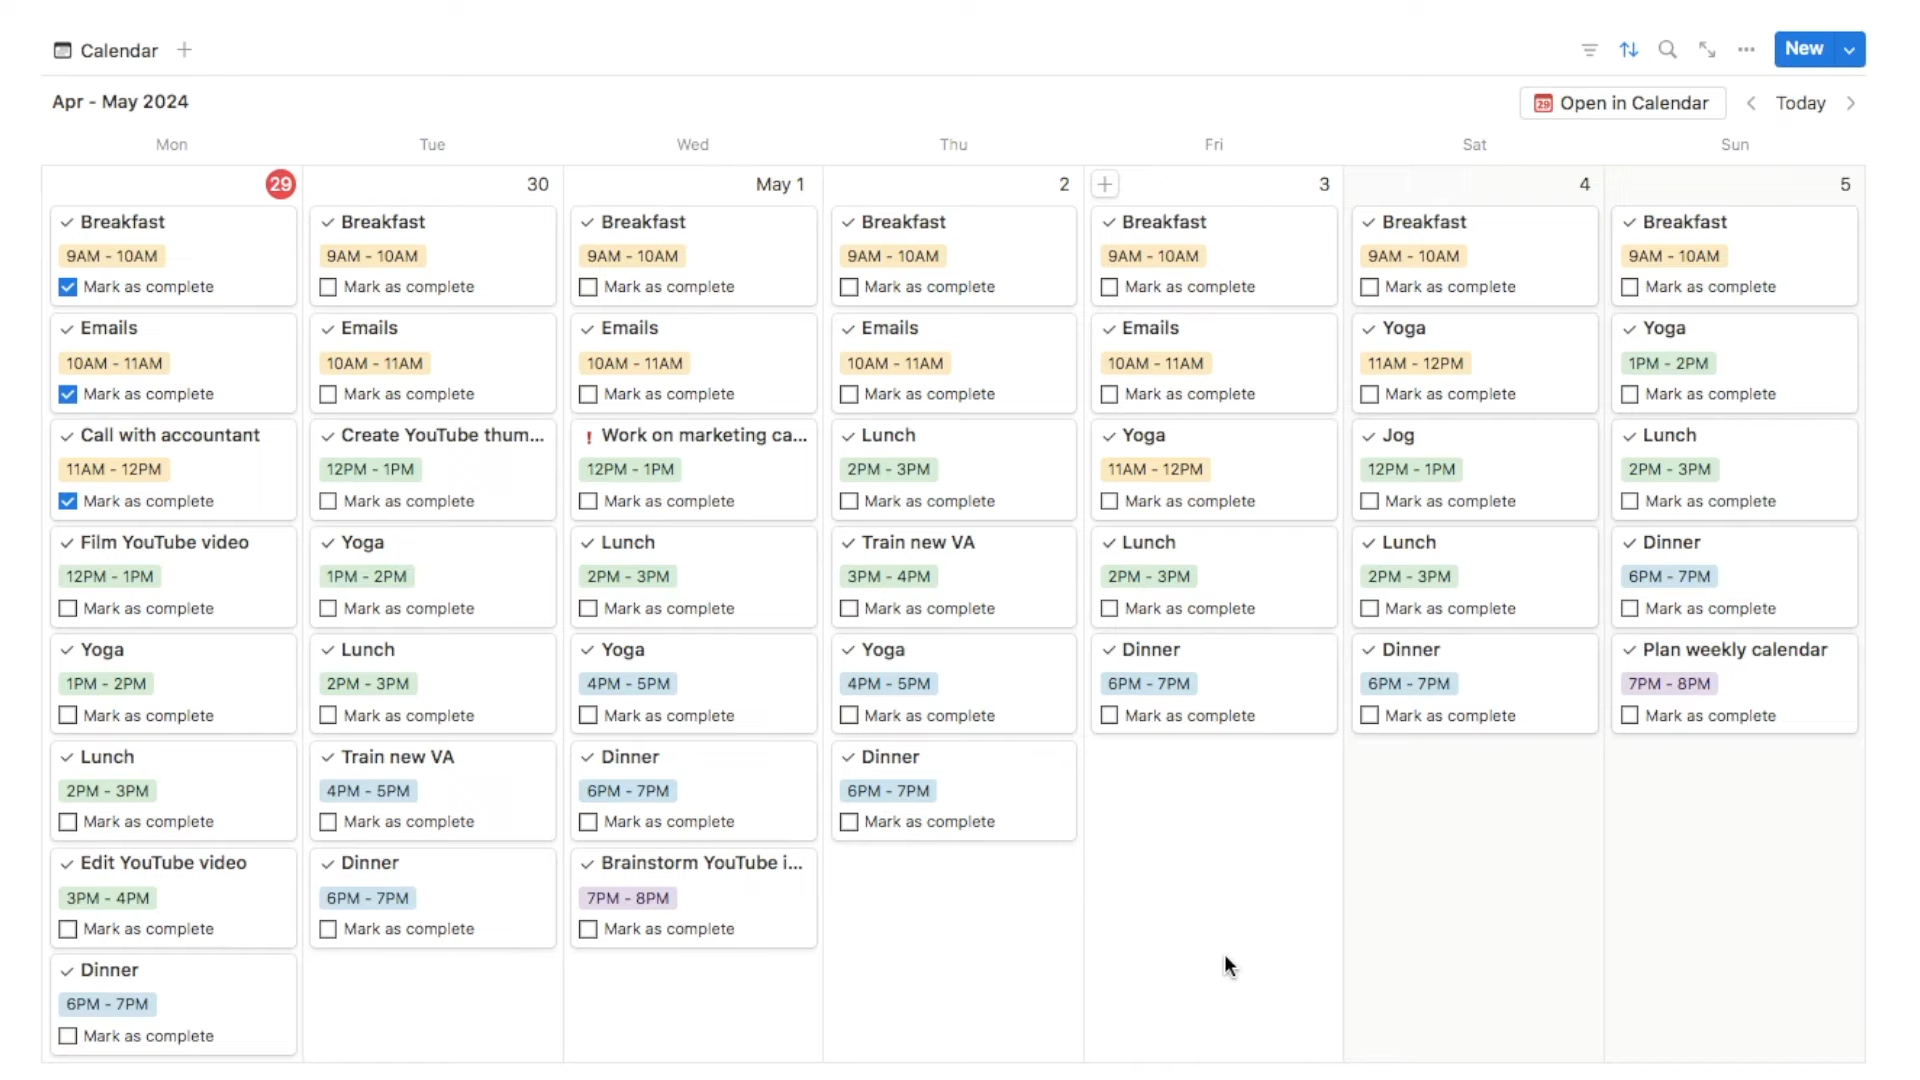 Calendar
New
Apr - May 2024
29 Open in Calendar
Today
Mon Tue Wed Thu Fri Sat Sun
29
Breakfast
9AM - 10AM
Mark as complete
Emails
10AM - 11AM
Mark as complete
Call with accountant
11AM - 12PM
Mark as complete
Film YouTube video
12PM - 1PM
Mark as complete
Yoga
1PM - 2PM
Mark as complete
Lunch
2PM - 3PM
Mark as complete
Edit YouTube video
3PM - 4PM
Mark as complete
Dinner
6PM - 7PM
Mark as complete
30
Breakfast
9AM - 10AM
Mark as complete
Emails
10AM - 11AM
Mark as complete
Create YouTube thum...
12PM - 1PM
Mark as complete
Yoga
1PM - 2PM
Mark as complete
Lunch
2PM - 3PM
Mark as complete
Train new VA
4PM - 5PM
Mark as complete
Dinner
6PM - 7PM
Mark as complete
May 1
Breakfast
9AM - 10AM
Mark as complete
Emails
10AM - 11AM
Mark as complete
! Work on marketing ca...
12PM - 1PM
Mark as complete
Lunch
2PM - 3PM
Mark as complete
Yoga
4PM - 5PM
Mark as complete
Dinner
6PM - 7PM
Mark as complete
Brainstorm YouTube i...
7PM - 8PM
Mark as complete
2
Breakfast
9AM - 10AM
Mark as complete
Emails
10AM - 11AM
Mark as complete
Lunch
2PM - 3PM
Mark as complete
Train new VA
3PM - 4PM
Mark as complete
Yoga
4PM - 5PM
Mark as complete
Dinner
6PM - 7PM
Mark as complete
3
Breakfast
9AM - 10AM
Mark as complete
Emails
10AM - 11AM
Mark as complete
Yoga
11AM - 12PM
Mark as complete
Lunch
2PM - 3PM
Mark as complete
Dinner
6PM - 7PM
Mark as complete
4
Breakfast
9AM - 10AM
Mark as complete
Yoga
11AM - 12PM
Mark as complete
Jog
12PM - 1PM
Mark as complete
Lunch
2PM - 3PM
Mark as complete
Dinner
6PM - 7PM
Mark as complete
5
Breakfast
9AM - 10AM
Mark as complete
Yoga
1PM - 2PM
Mark as complete
Lunch
2PM - 3PM
Mark as complete
Dinner
6PM - 7PM
Mark as complete
Plan weekly calendar
7PM - 8PM
Mark as complete